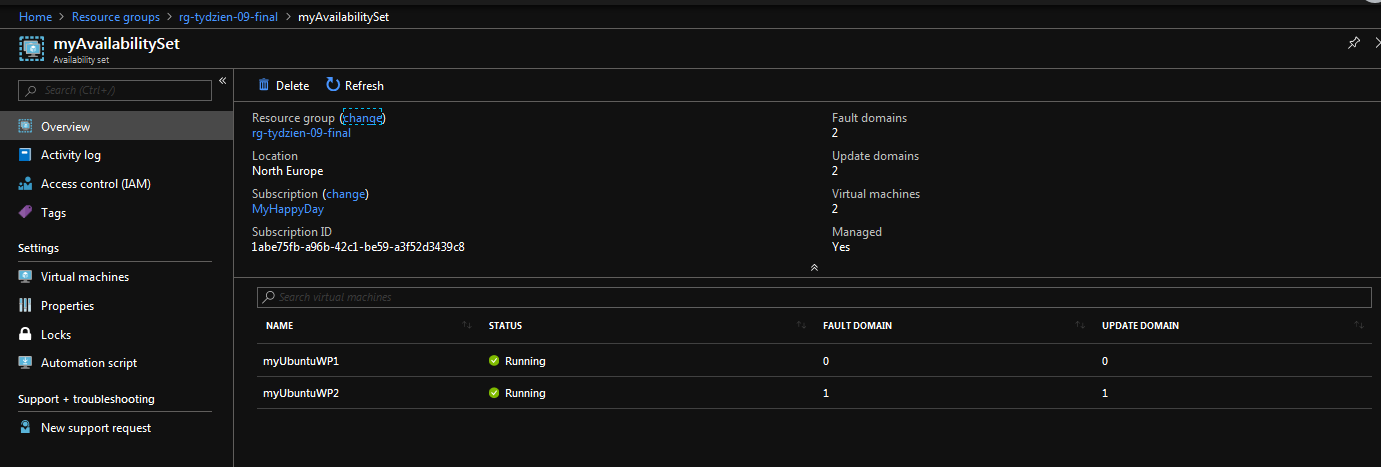 Home > Resource groups > rg-tydzien-09-final > myAvailabilitySet
myAvailabilitySet
Availability set
Search (Ctrl+/)
Overview
Activity log
Access control (IAM)
Tags
Settings
Virtual machines
Properties
Locks
Automation script
Support + troubleshooting
New support request
Delete Refresh
Resource group (change)
rg-tydzien-09-final
Location
North Europe
Subscription (change)
MyHappyDay
Subscription ID
1abe75fb-a96b-42c1-be59-a3f52d3439c8
Fault domains
2
Update domains
2
Virtual machines
2
Managed
Yes
Search virtual machines
NAME STATUS FAULT DOMAIN UPDATE DOMAIN
myUbuntuWP1 Running 0 0
myUbuntuWP2 Running 1 1